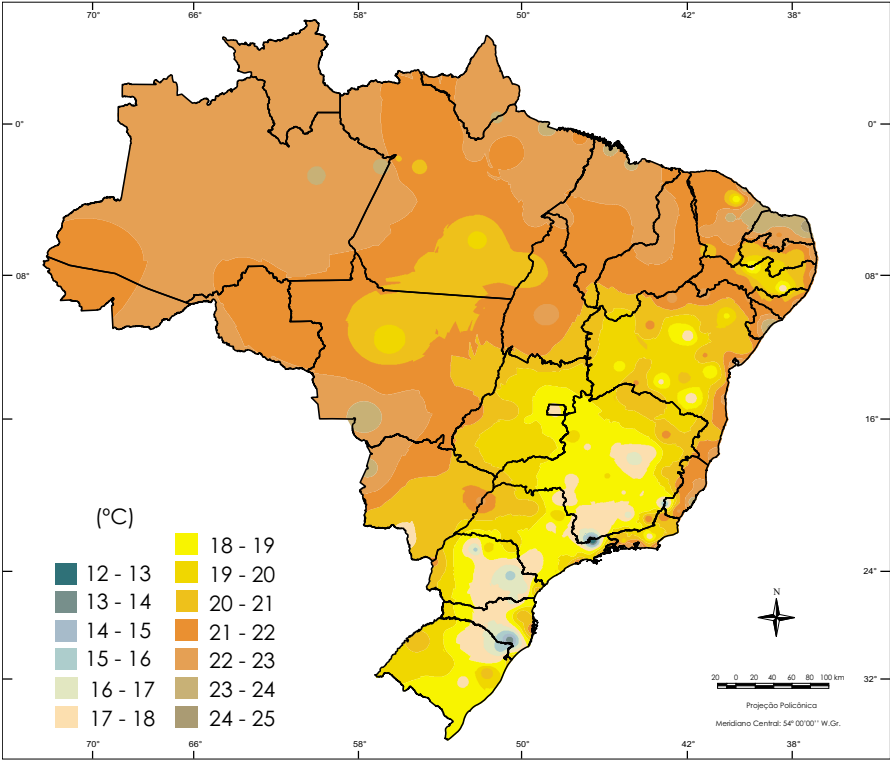 70° 66° 58° 50° 42° 38°
0° 0°
08° 08°
16° 16°
24° 24°
32° 32°
(°C)
12 - 13
13 - 14
14 - 15
15 - 16
16 - 17
17 - 18
18 - 19
19 - 20
20 - 21
21 - 22
22 - 23
23 - 24
24 - 25
N
20 0 20 40 60 80 100 km
Projeção Policônica
Meridiano Central: 54° 00'00'' W.Gr.
70° 66° 58° 50° 42° 38°